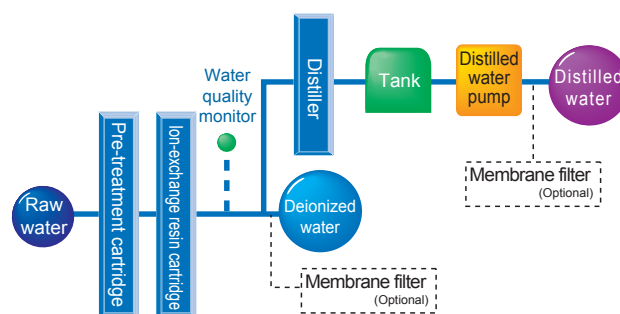 Raw
water
Pre-treatment cartridge
Ion-exchange resin cartridge
Water
quality
monitor
Deionized
water
Membrane filter
(Optional)
Distiller
Tank
Distilled
water
pump
Distilled
water
Membrane filter
(Optional)